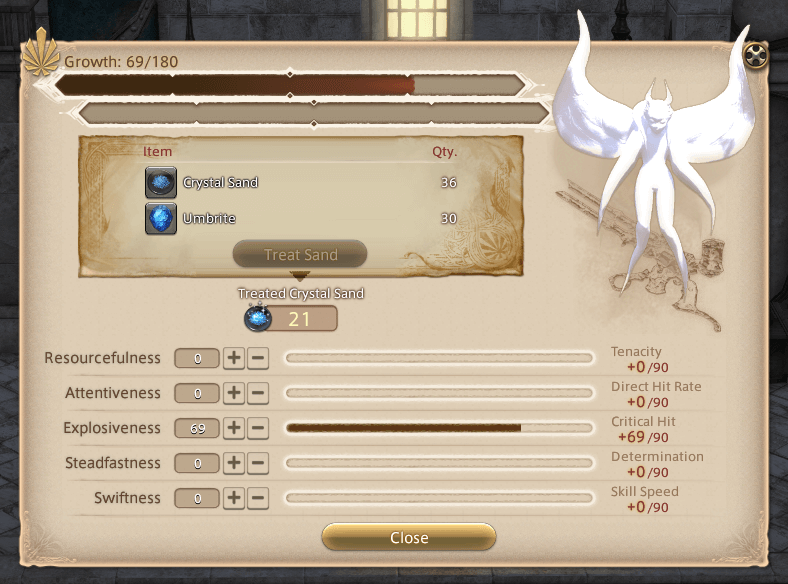 Growth: 69/180
Item Qty.
Crystal Sand 36
Umbrite 30
Treat Sand
Treated Crystal Sand
21
Resourcefulness 0 + − Tenacity
+0/90
Attentiveness 0 + − Direct Hit Rate
+0/90
Explosiveness 69 + − Critical Hit
+69/90
Steadfastness 0 + − Determination
+0/90
Swiftness 0 + − Skill Speed
+0/90
Close